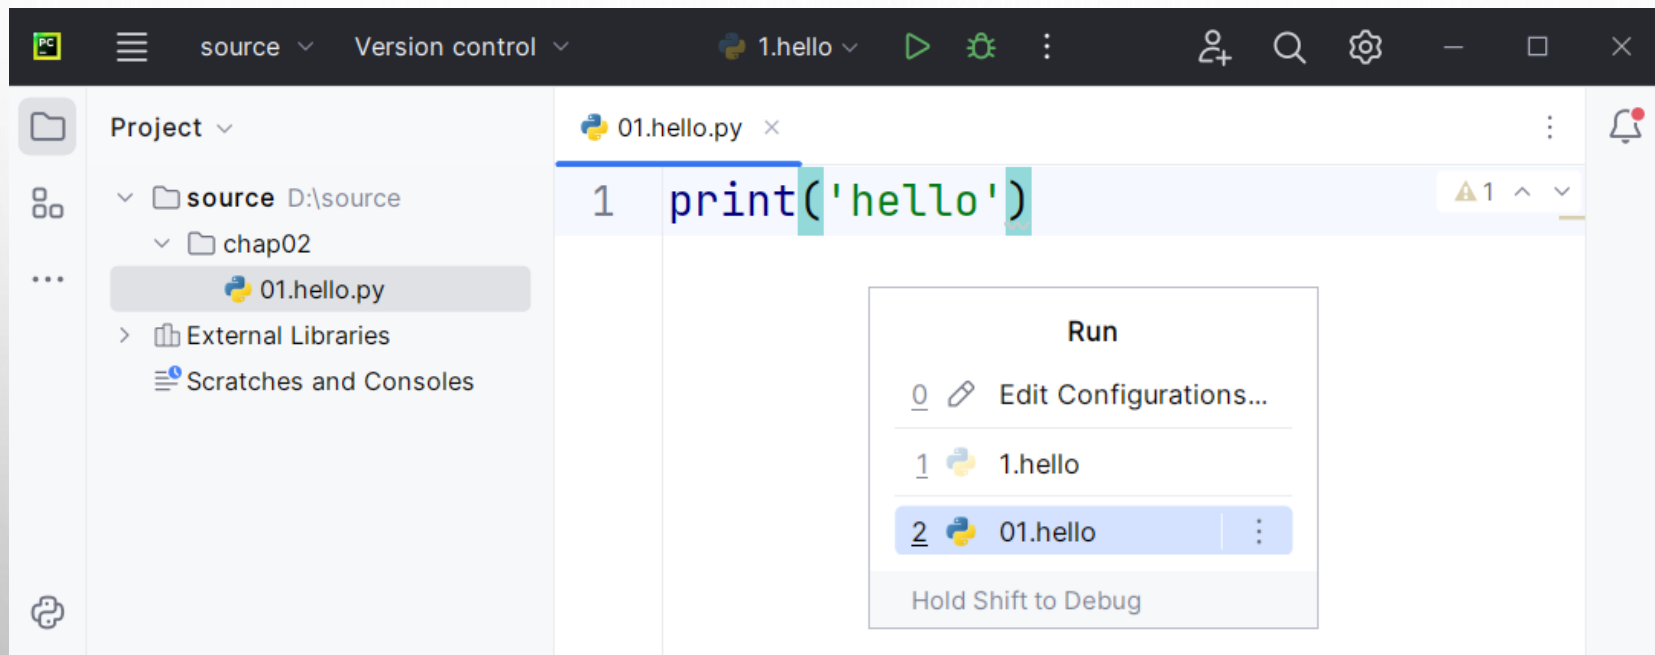 PC source Version control 1.hello
Project
01.hello.py
source D:\source
chap02
01.hello.py
External Libraries
Scratches and Consoles
1 print('hello')
1
Run
0 Edit Configurations...
1 1.hello
2 01.hello
Hold Shift to Debug